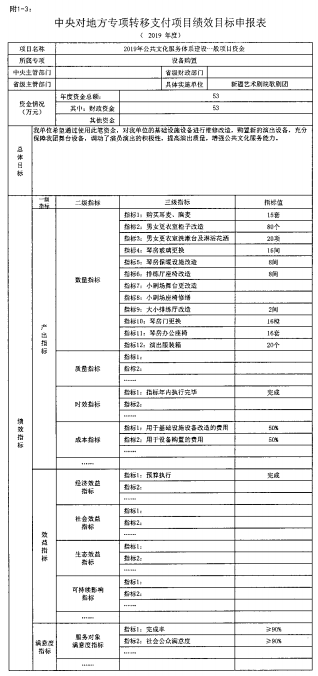 附1-3：
中央对地方专项转移支付项目绩效目标申报表
（ 2019 年度）
项目名称 2019年公共文化服务体系建设一般项目资金
所属专项 设备购置
中央主管部门 省级财政部门
省级主管部门 具体实施单位 新疆艺术剧院歌剧团
资金情况（万元） 年度资金总额： 53
其中：财政资金 53
其他资金
总体目标 我单位希望通过使用此笔资金，对我单位的基础设施设备进行维修改造，购置新的演出设备，充分
保障我团舞台设备，调动了演员演出的积极性，提高演出质量，增强公共文化服务能力。
绩效指标 一级指标 二级指标 三级指标 指标值
产出指标 数量指标 指标1：购买耳麦、胸麦 15套
指标2：男女更衣室柜子改造 80个
指标3：男女更衣室洗漱台及淋浴花洒 20项
指标4：琴房玻璃更换 16间
指标5：琴房保暖设施改造 8间
指标6：排练厅座椅改造 8间
指标7：小剧场舞台更改造
指标8：小剧场座椅修缮
指标9：大小排练厅改造 2间
指标10：琴房门更换 16樘
指标11：琴房办公座椅 16套
指标12：演出服装箱 20个
质量指标 指标1：
指标2：
……
时效指标 指标1：指标年内执行完毕 完成
……
成本指标 指标1：用于基础设施设备改造的费用 50%
指标2：用于设备购置的费用 50%
……
……
效益指标 经济效益指标 指标1：预算执行 完成
指标2：
……
社会效益指标 指标1：
指标2：
……
生态效益指标 指标1：
指标2：
……
可持续影响指标 指标1：
指标2：
……
……
满意度指标 服务对象满意度指标 指标1：完成率 ≥90%
指标2：社会公众满意度 ≥90%
……
……